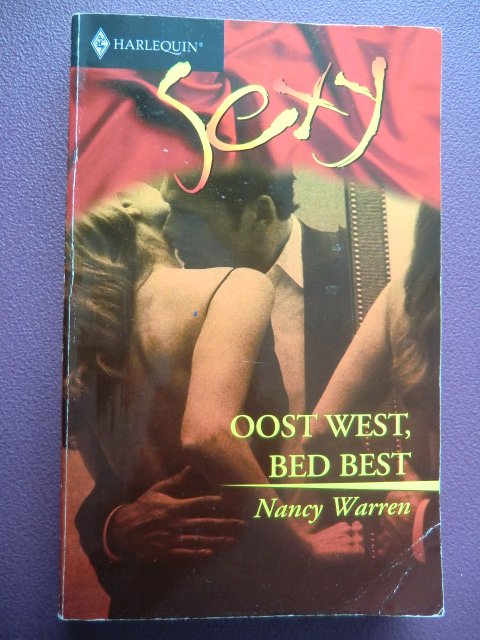 HARLEQUIN®
Sexy
OOST WEST,
BED BEST
Nancy Warren